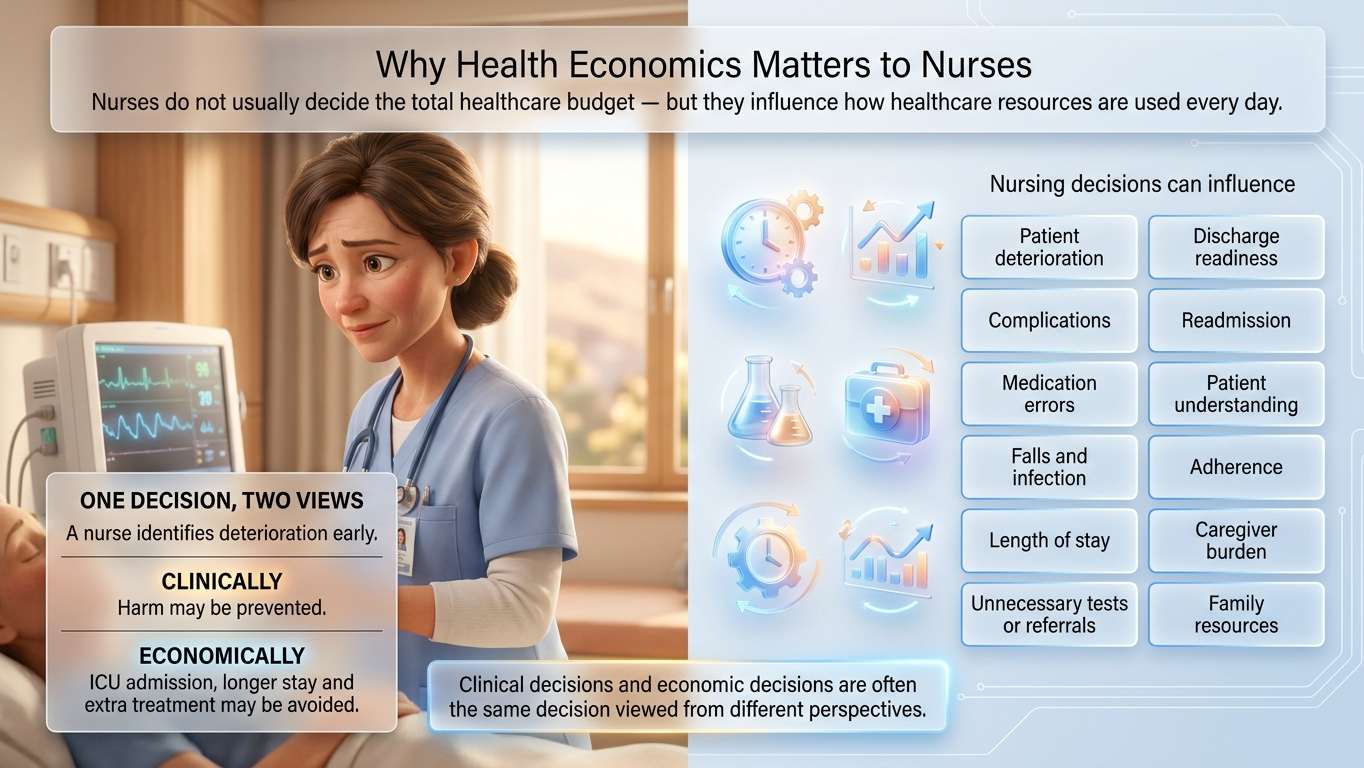 Why Health Economics Matters to Nurses
Nurses do not usually decide the total healthcare budget — but they influence how healthcare resources are used every day.
ONE DECISION, TWO VIEWS
A nurse identifies deterioration early.
CLINICALLY
Harm may be prevented.
ECONOMICALLY
ICU admission, longer stay and
extra treatment may be avoided.
Nursing decisions can influence
Patient
deterioration
Discharge
readiness
Complications
Readmission
Medication
errors
Patient
understanding
Falls and
infection
Adherence
Length of stay
Caregiver
burden
Unnecessary tests
or referrals
Family
resources
Clinical decisions and economic decisions are often
the same decision viewed from different perspectives.